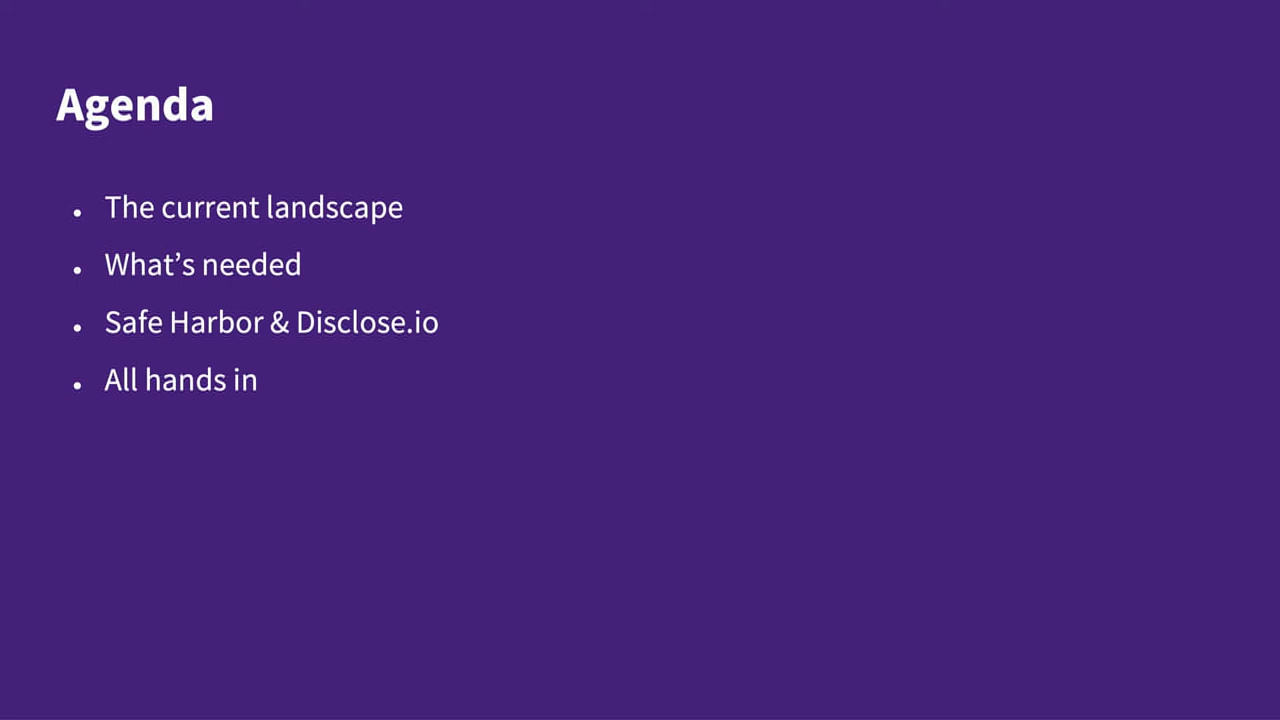 Agenda
• The current landscape
• What’s needed
• Safe Harbor & Disclose.io
• All hands in